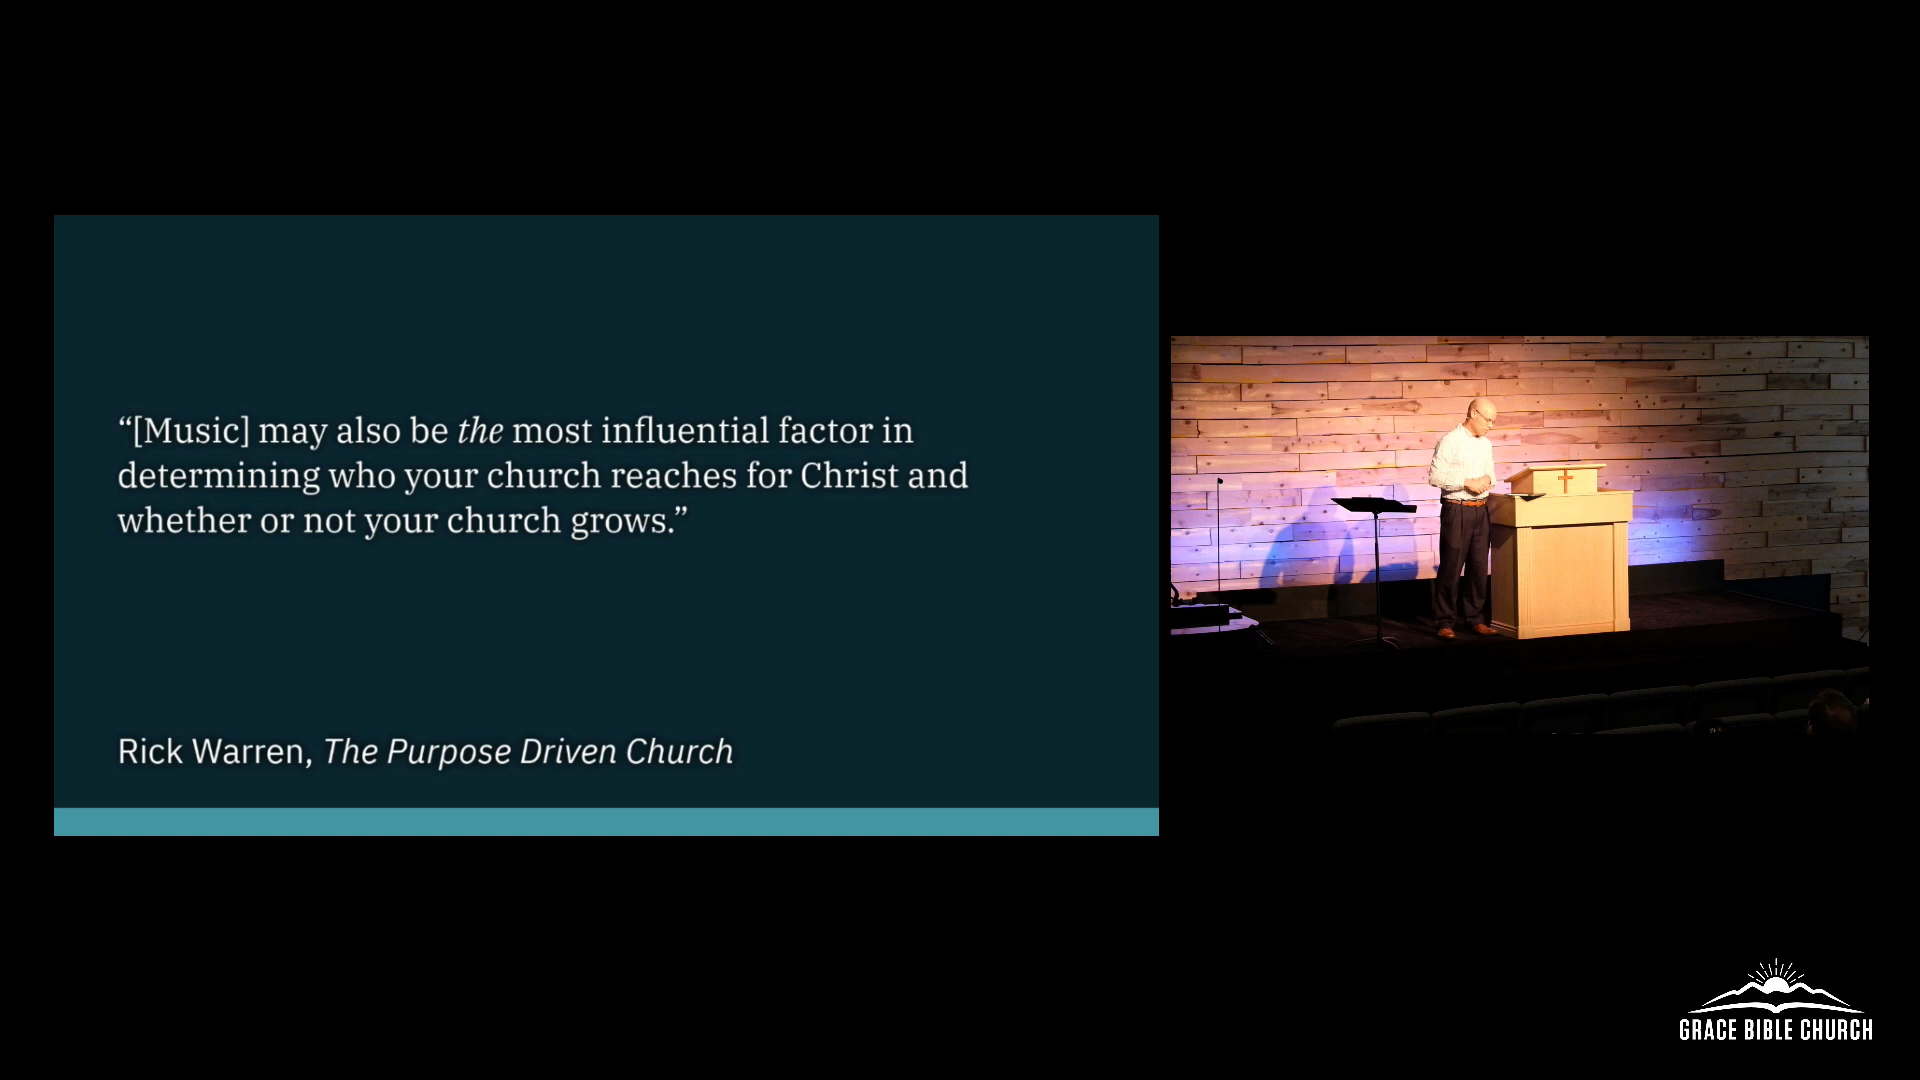 “[Music] may also be the most influential factor in
determining who your church reaches for Christ and
whether or not your church grows.”
Rick Warren, The Purpose Driven Church
GRACE BIBLE CHURCH